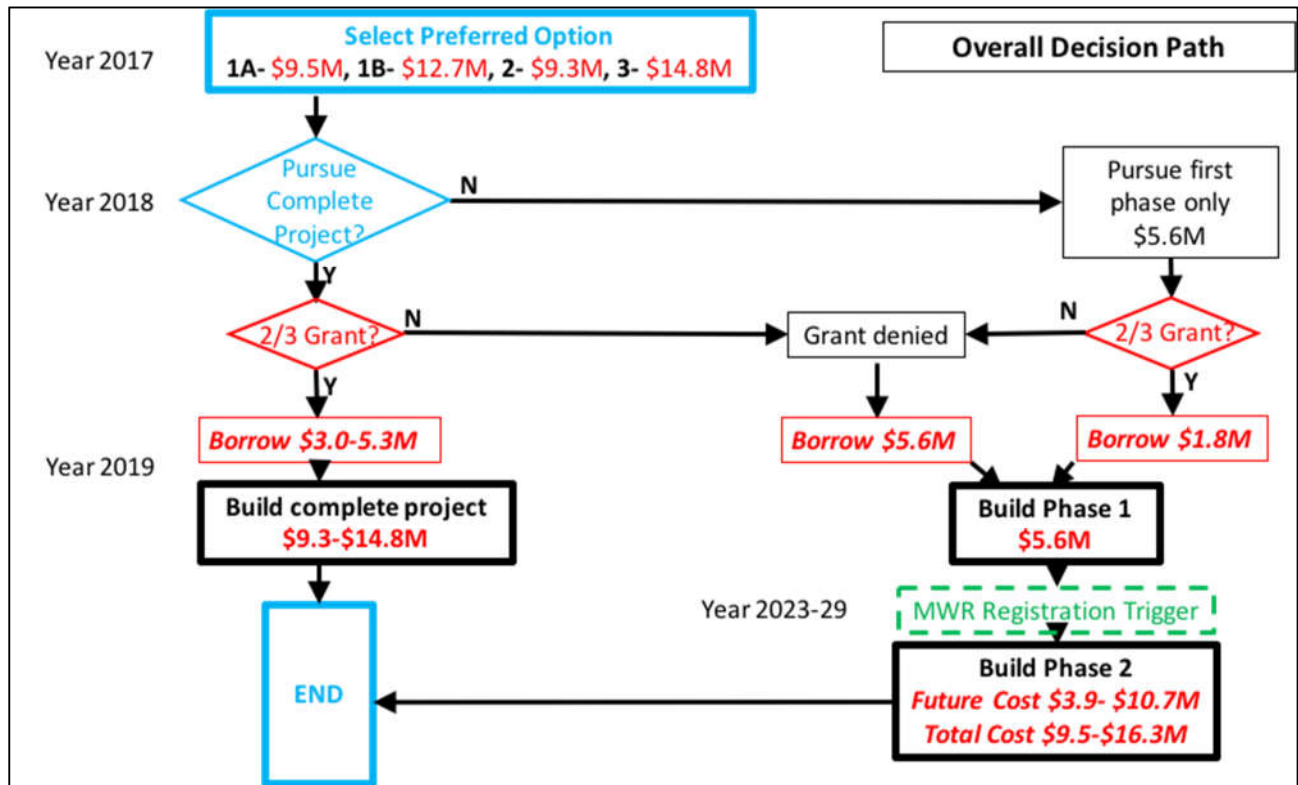 Select Preferred Option
Overall Decision Path
Year 2017
1A- $9.5M, 1B- $12.7M, 2- $9.3M, 3- $14.8M
Year 2018
Pursue
Complete
Project?
N
Pursue first
phase only
$5.6M
Y
2/3 Grant?
N
Grant denied
N
2/3 Grant?
Y
Y
Borrow $3.0-5.3M
Borrow $5.6M
Borrow $1.8M
Year 2019
Build complete project
$9.3-$14.8M
Build Phase 1
$5.6M
Year 2023-29
MWR Registration Trigger
Build Phase 2
Future Cost $3.9- $10.7M
Total Cost $9.5-$16.3M
END